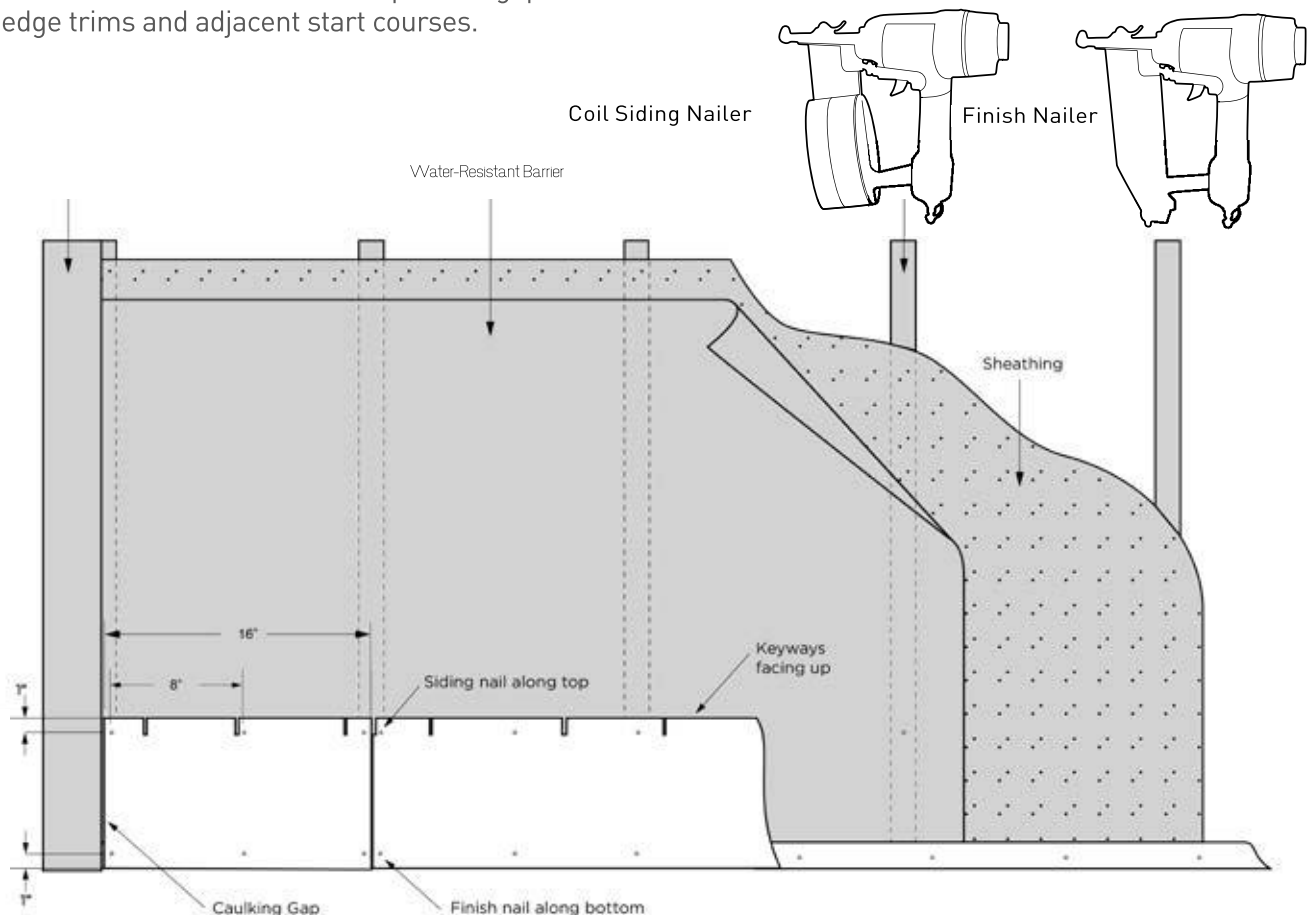 edge trims and adjacent start courses.
Coil Siding Nailer
Finish Nailer
Water-Resistant Barrier
Sheathing
16"
Keyways
facing up
8"
Siding nail along top
1"
1"
Caulking Gap
Finish nail along bottom